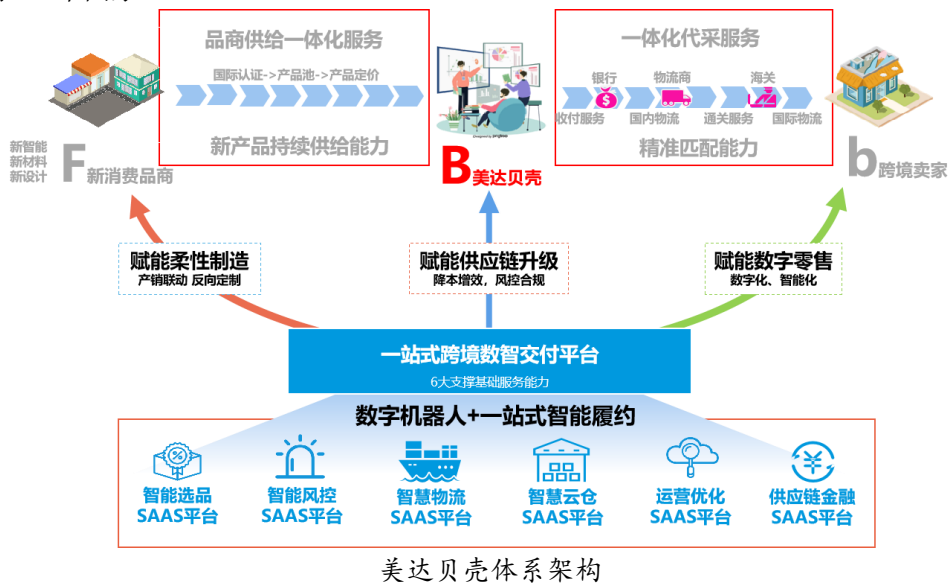 品商供给一体化服务
国际认证->产品池->产品定价
新产品持续供给能力
一体化代采服务
银行
物流商
海关
收付服务
国内物流
通关服务
国际物流
精准匹配能力
新智能
新材料
新设计
F新消费品商
B美达贝壳
b跨境卖家
赋能柔性制造
产销联动 反向定制
赋能供应链升级
降本增效，风控合规
赋能数字零售
数字化、智能化
一站式跨境数智交付平台
6大支撑基础服务能力
数字机器人+一站式智能履约
智能选品
SAAS平台
智能风控
SAAS平台
智慧物流
SAAS平台
智慧云仓
SAAS平台
运营优化
SAAS平台
供应链金融
SAAS平台
美达贝壳体系架构